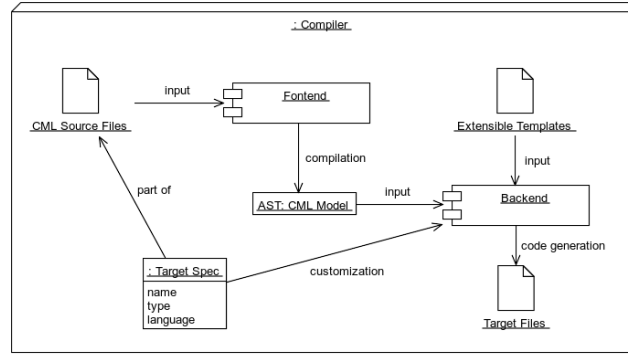 : Compiler
input
Fontend
CML Source Files
Extensible Templates
compilation
input
part of
AST: CML Model
input
Backend
: Target Spec
customization
code generation
name
type
language
Target Files